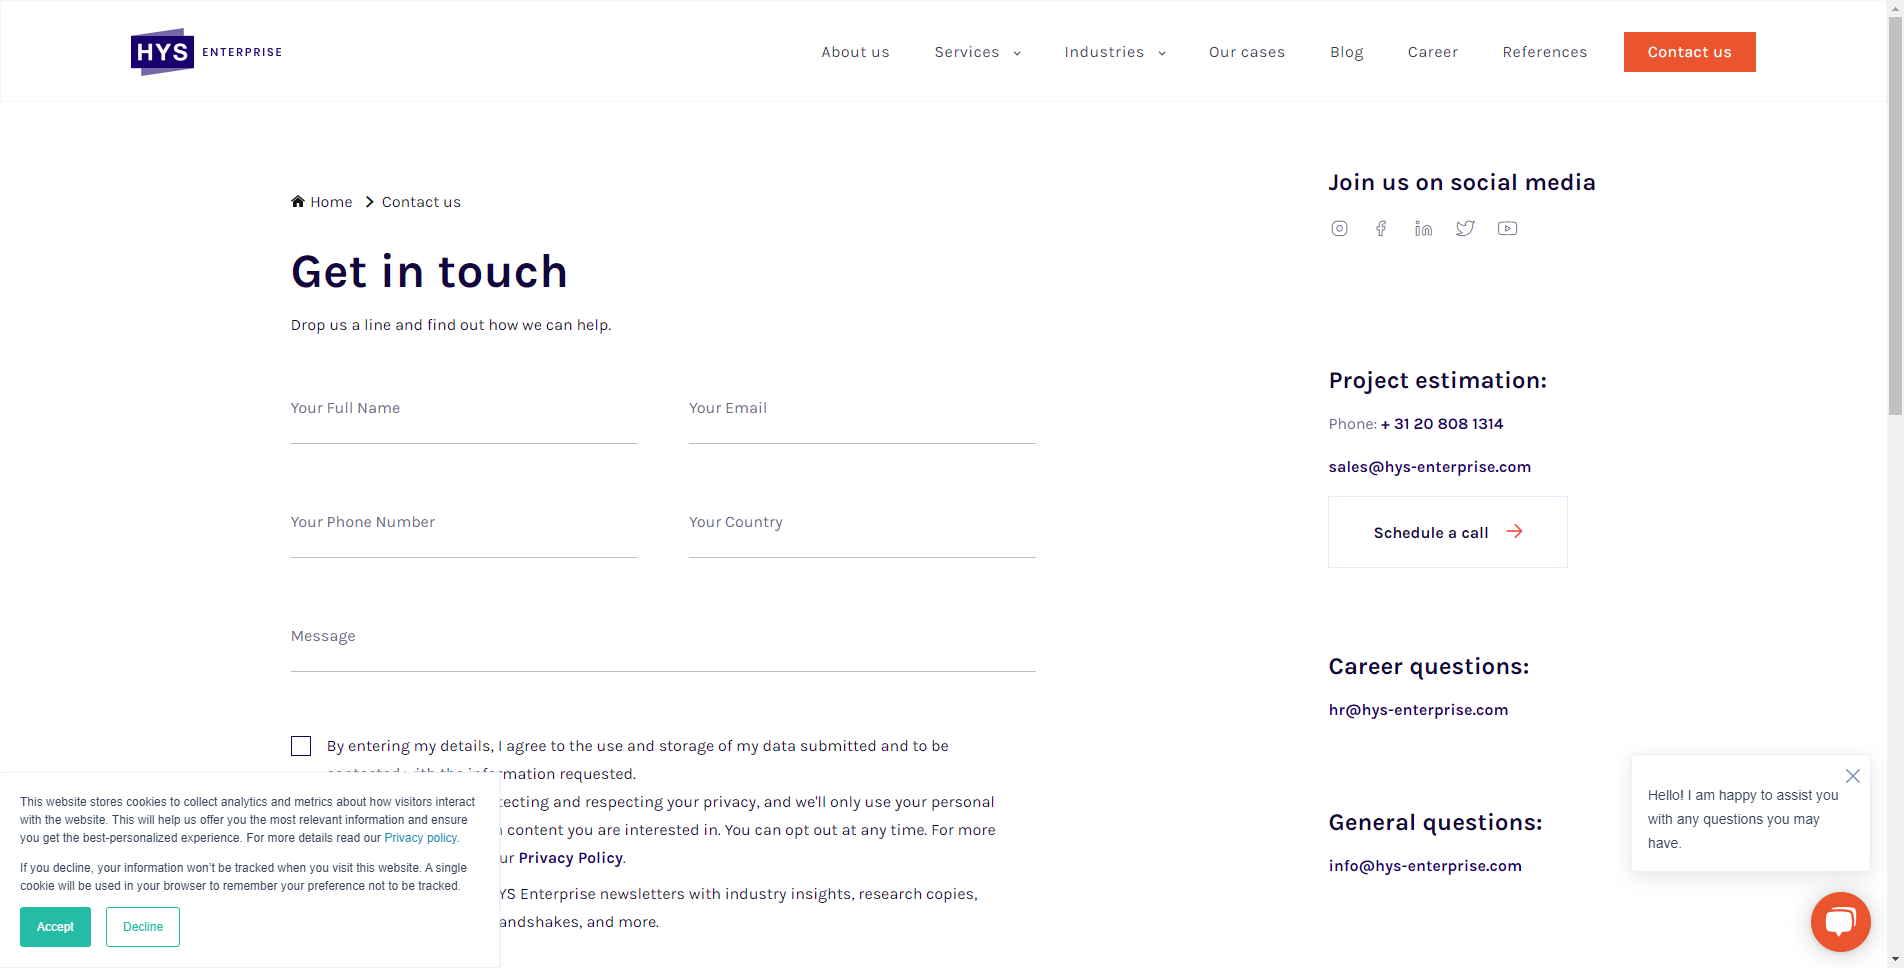 HYS ENTERPRISE
About us
Services
Industries
Our cases
Blog
Career
References
Contact us
Home
Contact us
Get in touch
Drop us a line and find out how we can help.
Your Full Name
Your Email
Your Phone Number
Your Country
Message
By entering my details, I agree to the use and storage of my data submitted and to be
information requested.
tecting and respecting your privacy, and we'll only use your personal
content you are interested in. You can opt out at any time. For more
ur Privacy Policy.
YS Enterprise newsletters with industry insights, research copies,
andshakes, and more.
Join us on social media
Project estimation:
Phone: + 31 20 808 1314
sales@hys-enterprise.com
Schedule a call
Career questions:
hr@hys-enterprise.com
General questions:
info@hys-enterprise.com
This website stores cookies to collect analytics and metrics about how visitors interact
with the website. This will help us offer you the most relevant information and ensure
you get the best-personalized experience. For more details read our Privacy policy.
If you decline, your information won't be tracked when you visit this website. A single
cookie will be used in your browser to remember your preference not to be tracked.
Accept
Decline
Hello! I am happy to assist you
with any questions you may
have.